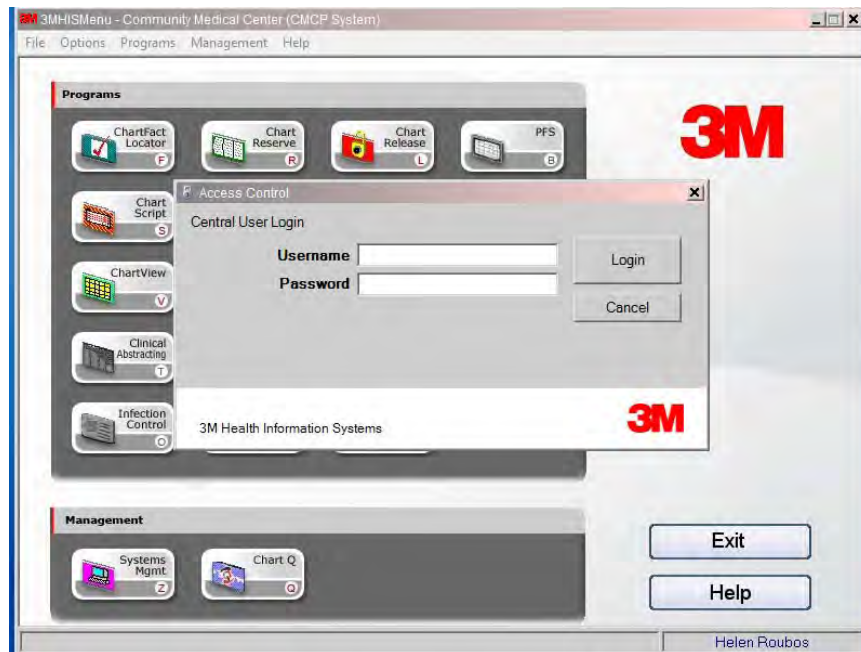 3M 3MHISMenu - Community Medical Center (CMCP System)
File Options Programs Management Help
Programs
3M
ChartFact
Locator
F
Chart
Reserve
R
Chart
Release
L
PFS
B
Chart
Script
S
ChartView
V
Clinical
Abstracting
T
Infection
Control
O
Access Control
Central User Login
Username
Password
Login
Cancel
3M Health Information Systems
3M
Management
Systems
Mgmt
Z
Chart Q
Q
Exit
Help
Helen Roubos